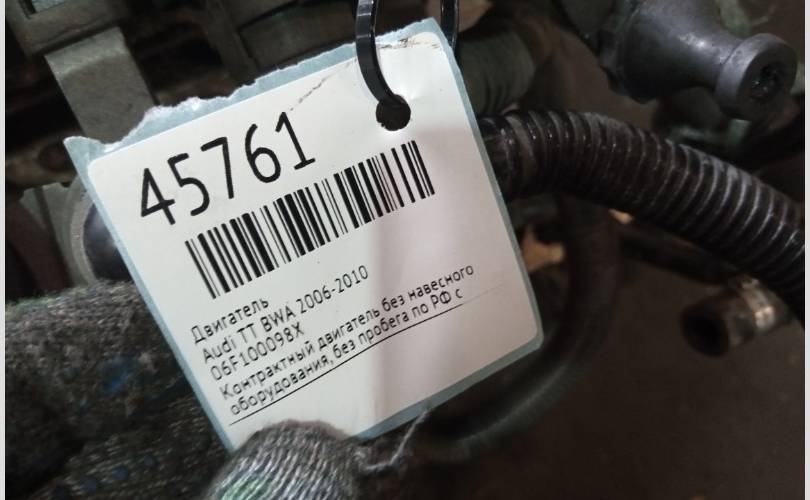 45761
Двигатель
Audi TT BWA 2006-2010
06F100098X
Контрактный двигатель без навесного
оборудования, без пробега по РФ с